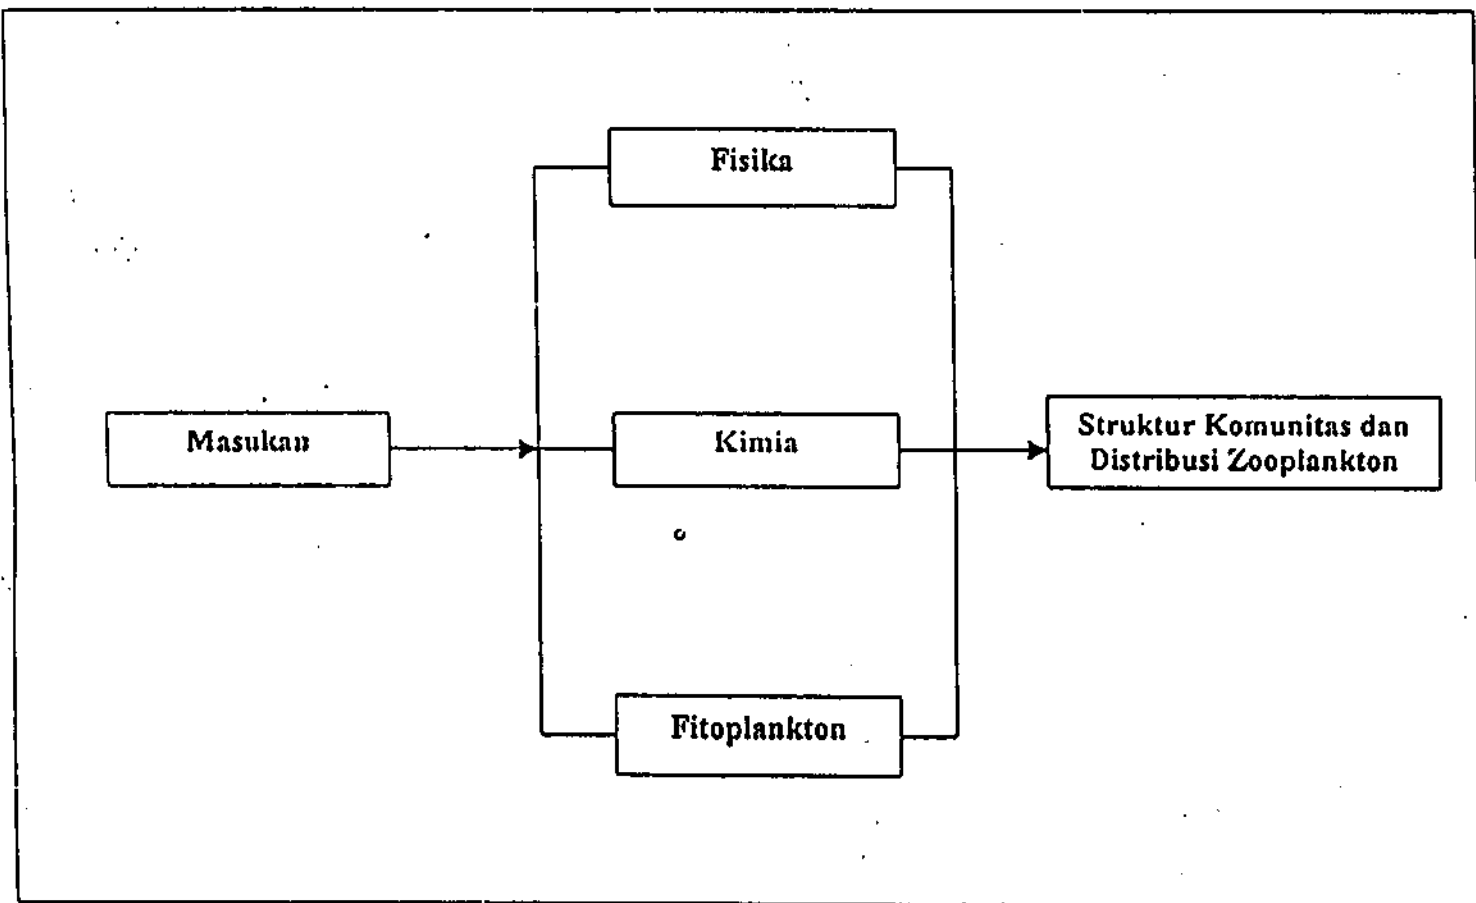 Fisika
Masukan
Kimia
Struktur Komunitas dan
Distribusi Zooplankton
Fitoplankton